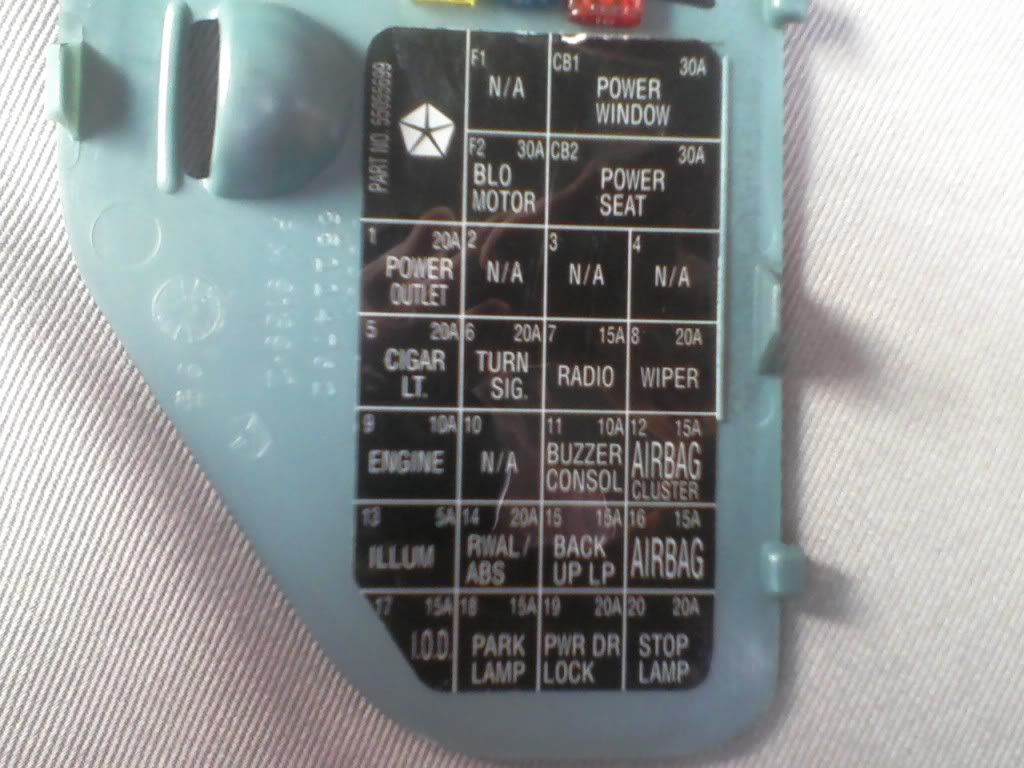 PART NO. 55055699
F1
N/A
CB1 30A
POWER
WINDOW
F2 30A
BLO
MOTOR
CB2 30A
POWER
SEAT
1 20A
POWER
OUTLET
2
N/A
3
N/A
4
N/A
5 20A
CIGAR
LT.
6 20A
TURN
SIG.
7 15A
RADIO
8 20A
WIPER
9 10A
ENGINE
10
N/A
11 10A
BUZZER
CONSOL
12 15A
AIRBAG
CLUSTER
13 5A
ILLUM
14 20A
RWAL/
ABS
15 15A
BACK
UP LP
16 15A
AIRBAG
17 15A
I.O.D.
18 15A
PARK
LAMP
19 20A
PWR DR
LOCK
20 20A
STOP
LAMP